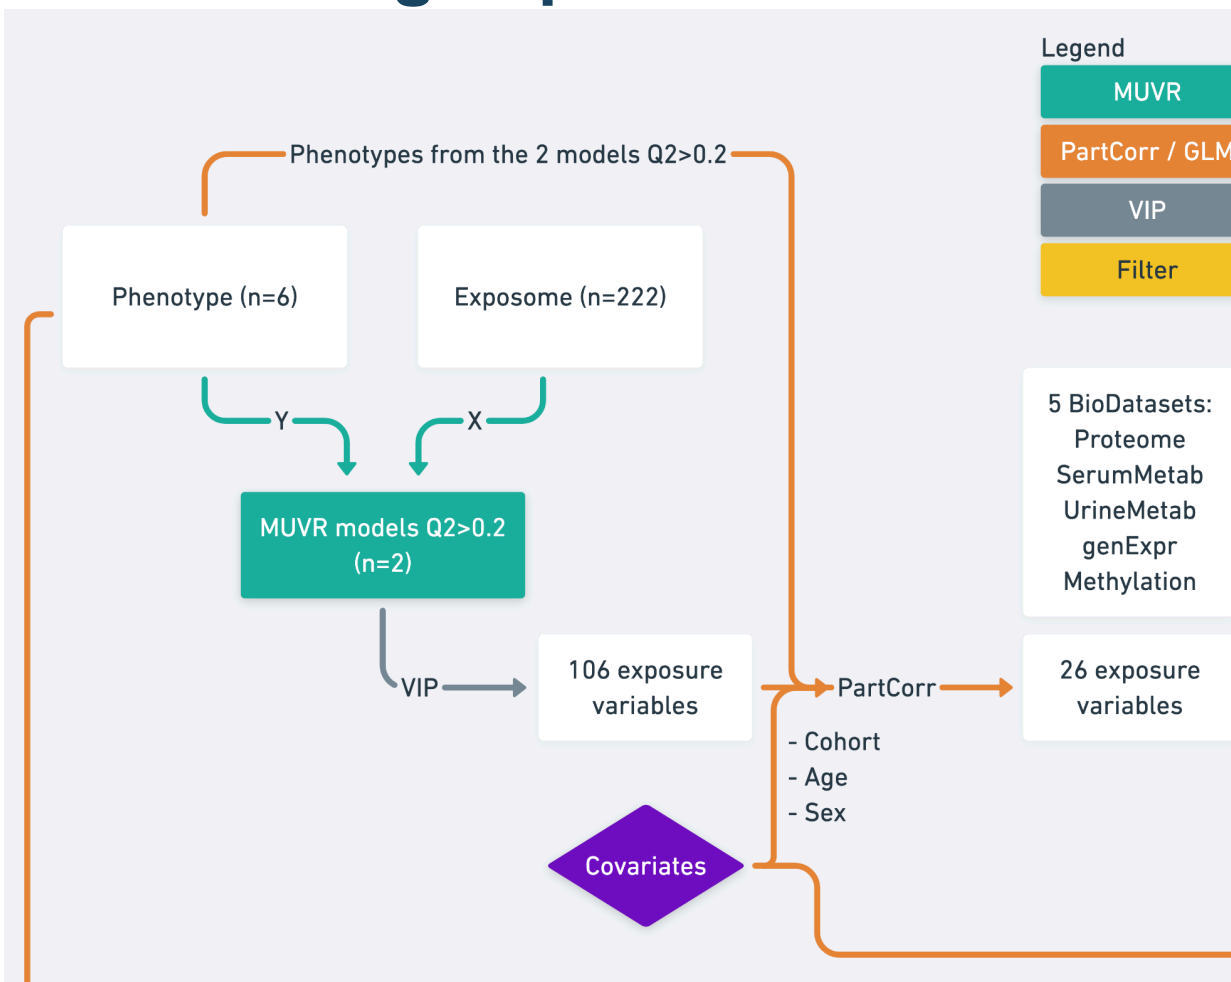 Legend
MUVR
PartCorr / GLM
VIP
Filter
Phenotypes from the 2 models Q2>0.2
Phenotype (n=6)
Exposome (n=222)
Y
X
MUVR models Q2>0.2
(n=2)
5 BioDatasets:
Proteome
SerumMetab
UrineMetab
genExpr
Methylation
VIP
106 exposure
variables
PartCorr
26 exposure
variables
- Cohort
- Age
- Sex
Covariates